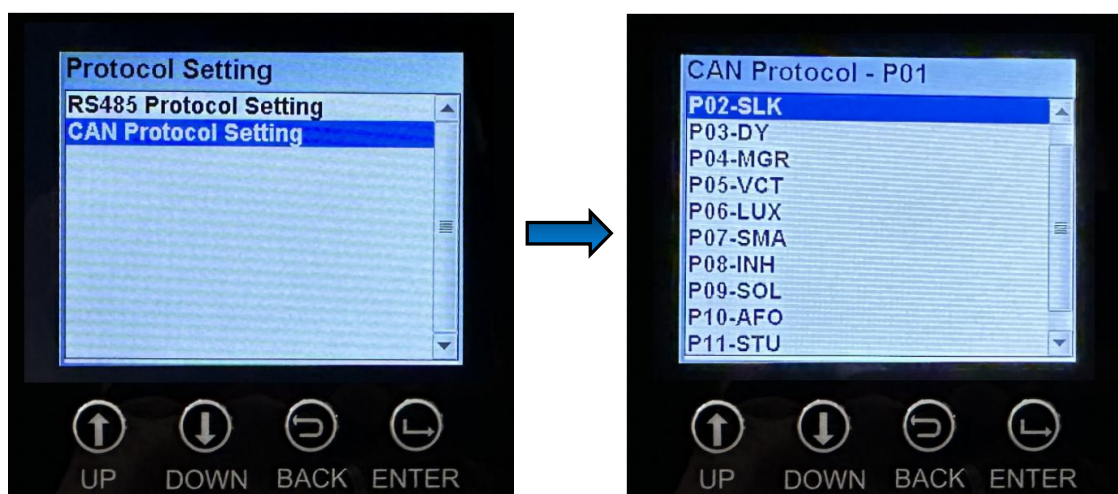 Protocol Setting
RS485 Protocol Setting
CAN Protocol Setting
UP DOWN BACK ENTER
CAN Protocol - P01
P02-SLK
P03-DY
P04-MGR
P05-VCT
P06-LUX
P07-SMA
P08-INH
P09-SOL
P10-AFO
P11-STU
UP DOWN BACK ENTER